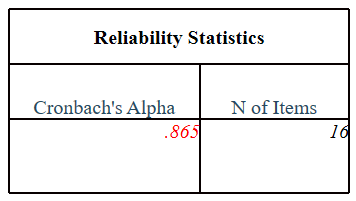 Reliability Statistics
Cronbach's Alpha N of Items
.865 16